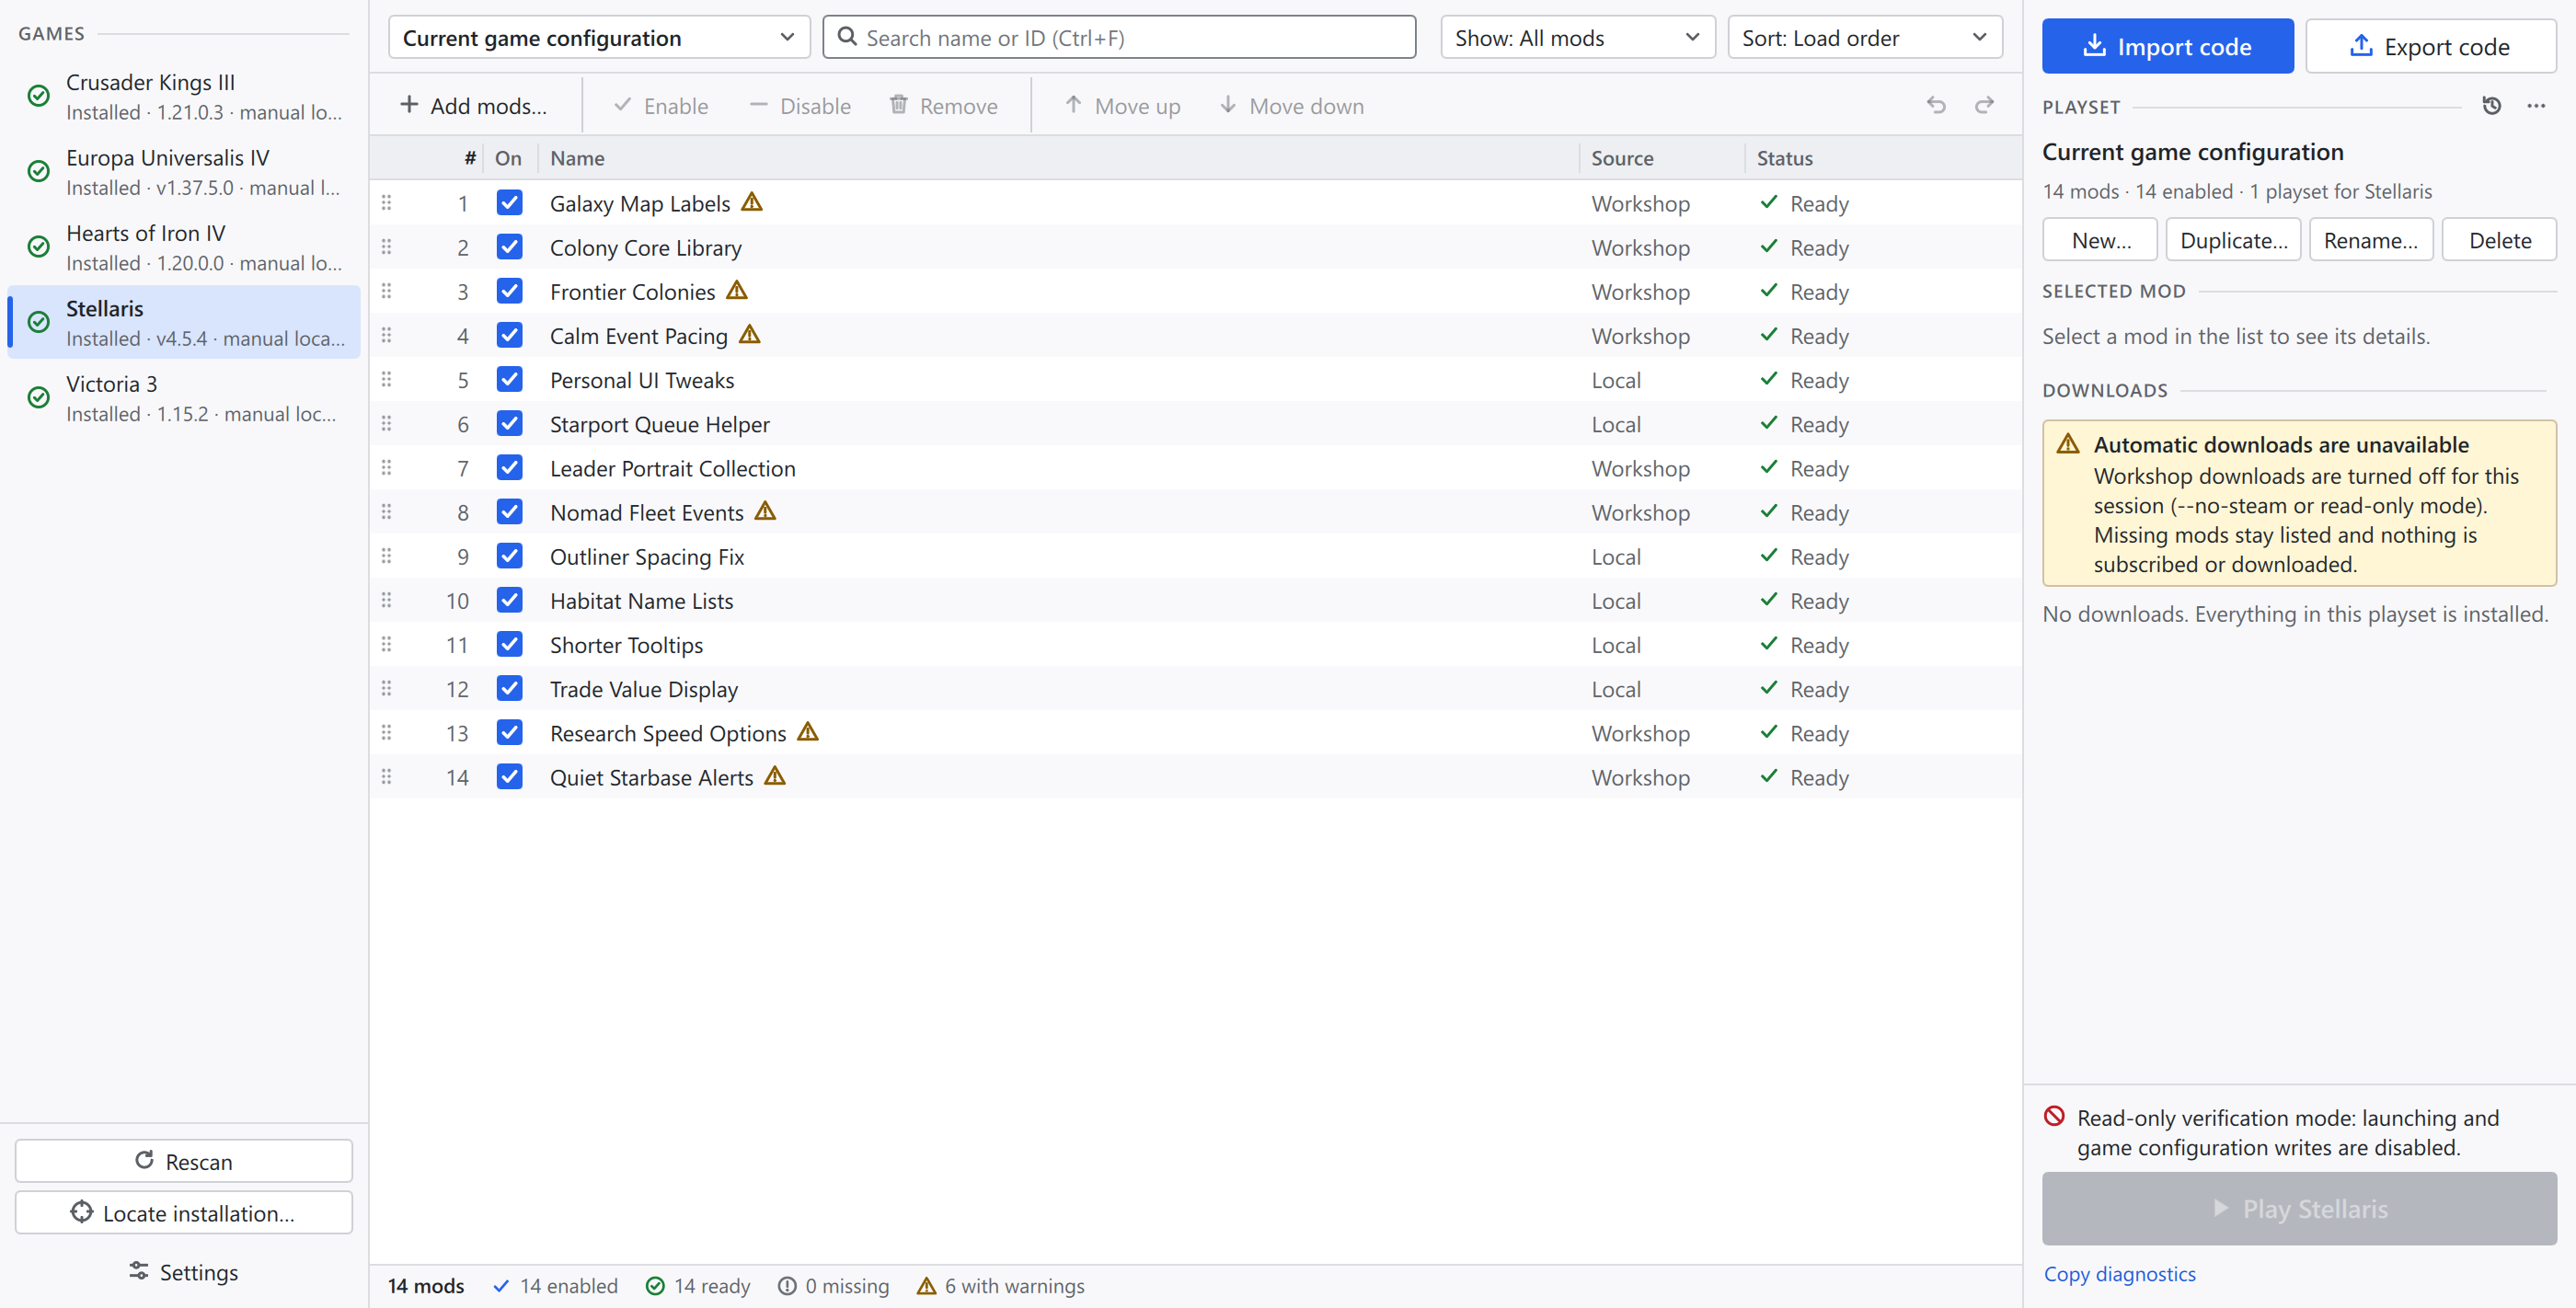 GAMES
Crusader Kings III
Installed · 1.21.0.3 · manual lo...
Europa Universalis IV
Installed · v1.37.5.0 · manual l...
Hearts of Iron IV
Installed · 1.20.0.0 · manual lo...
Stellaris
Installed · v4.5.4 · manual loca...
Victoria 3
Installed · 1.15.2 · manual loc...
Rescan
Locate installation...
Settings
Current game configuration
Search name or ID (Ctrl+F)
Show: All mods
Sort: Load order
Add mods...
Enable
Disable
Remove
Move up
Move down
# On Name Source Status
1 Galaxy Map Labels Workshop Ready
2 Colony Core Library Workshop Ready
3 Frontier Colonies Workshop Ready
4 Calm Event Pacing Workshop Ready
5 Personal UI Tweaks Local Ready
6 Starport Queue Helper Local Ready
7 Leader Portrait Collection Workshop Ready
8 Nomad Fleet Events Workshop Ready
9 Outliner Spacing Fix Local Ready
10 Habitat Name Lists Local Ready
11 Shorter Tooltips Local Ready
12 Trade Value Display Local Ready
13 Research Speed Options Workshop Ready
14 Quiet Starbase Alerts Workshop Ready
14 mods 14 enabled 14 ready 0 missing 6 with warnings
Import code
Export code
PLAYSET
Current game configuration
14 mods · 14 enabled · 1 playset for Stellaris
New...
Duplicate...
Rename...
Delete
SELECTED MOD
Select a mod in the list to see its details.
DOWNLOADS
Automatic downloads are unavailable
Workshop downloads are turned off for this
session (--no-steam or read-only mode).
Missing mods stay listed and nothing is
subscribed or downloaded.
No downloads. Everything in this playset is installed.
Read-only verification mode: launching and
game configuration writes are disabled.
Play Stellaris
Copy diagnostics